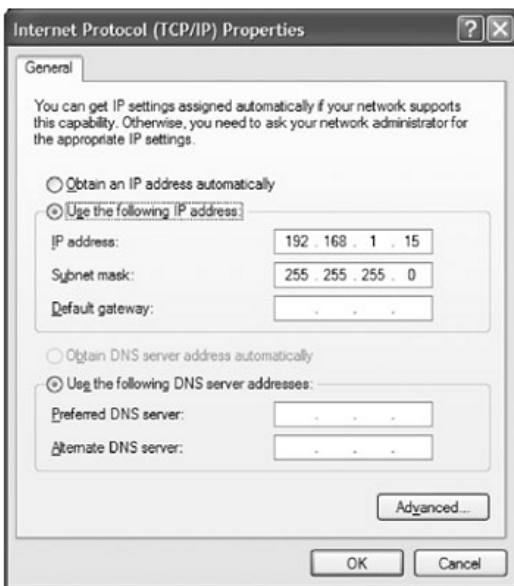 Internet Protocol (TCP/IP) Properties
General
You can get IP settings assigned automatically if your network supports
this capability. Otherwise, you need to ask your network administrator for
the appropriate IP settings.
Obtain an IP address automatically
Use the following IP address:
IP address: 192 . 168 . 1 . 15
Subnet mask: 255 . 255 . 255 . 0
Default gateway: . . .
Obtain DNS server address automatically
Use the following DNS server addresses:
Preferred DNS server: . . .
Alternate DNS server: . . .
Advanced...
OK Cancel